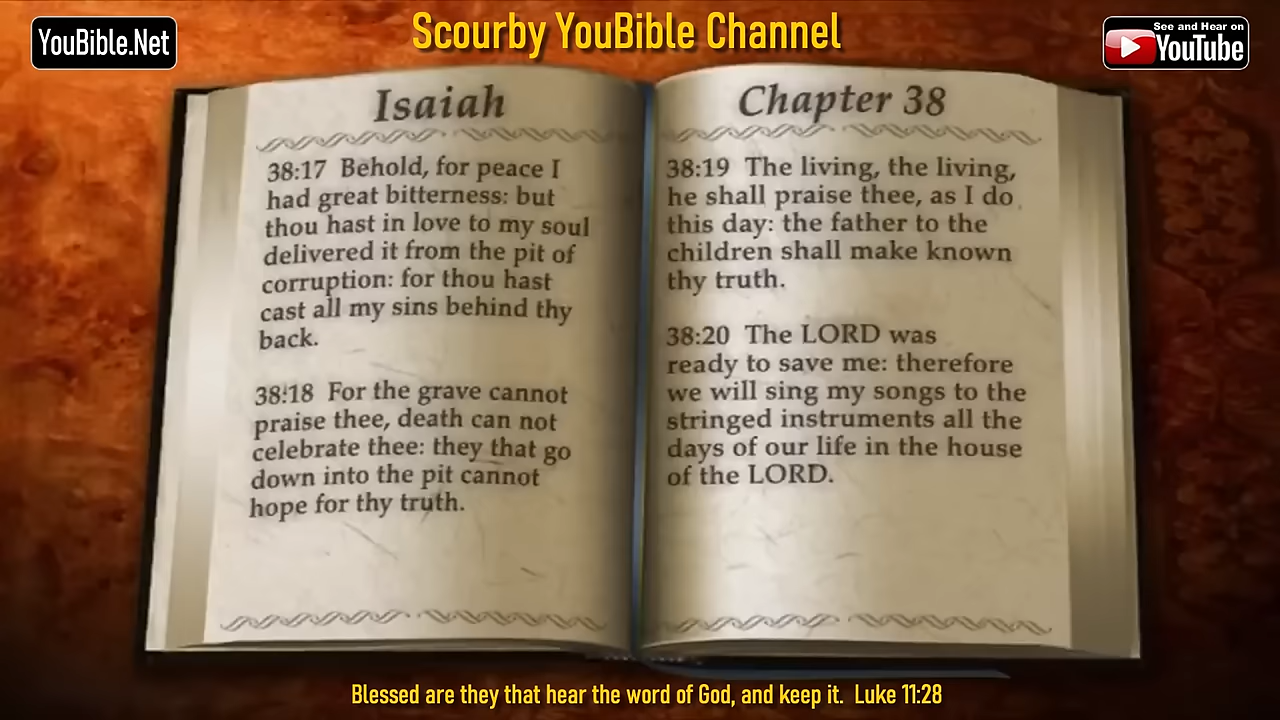 YouBible.Net
Scourby YouBible Channel
See and Hear on
YouTube
Isaiah
38:17 Behold, for peace I
had great bitterness: but
thou hast in love to my soul
delivered it from the pit of
corruption: for thou hast
cast all my sins behind thy
back.
38:18 For the grave cannot
praise thee, death can not
celebrate thee: they that go
down into the pit cannot
hope for thy truth.
Chapter 38
38:19 The living, the living,
he shall praise thee, as I do
this day: the father to the
children shall make known
thy truth.
38:20 The LORD was
ready to save me: therefore
we will sing my songs to the
stringed instruments all the
days of our life in the house
of the LORD.
Blessed are they that hear the word of God, and keep it. Luke 11:28